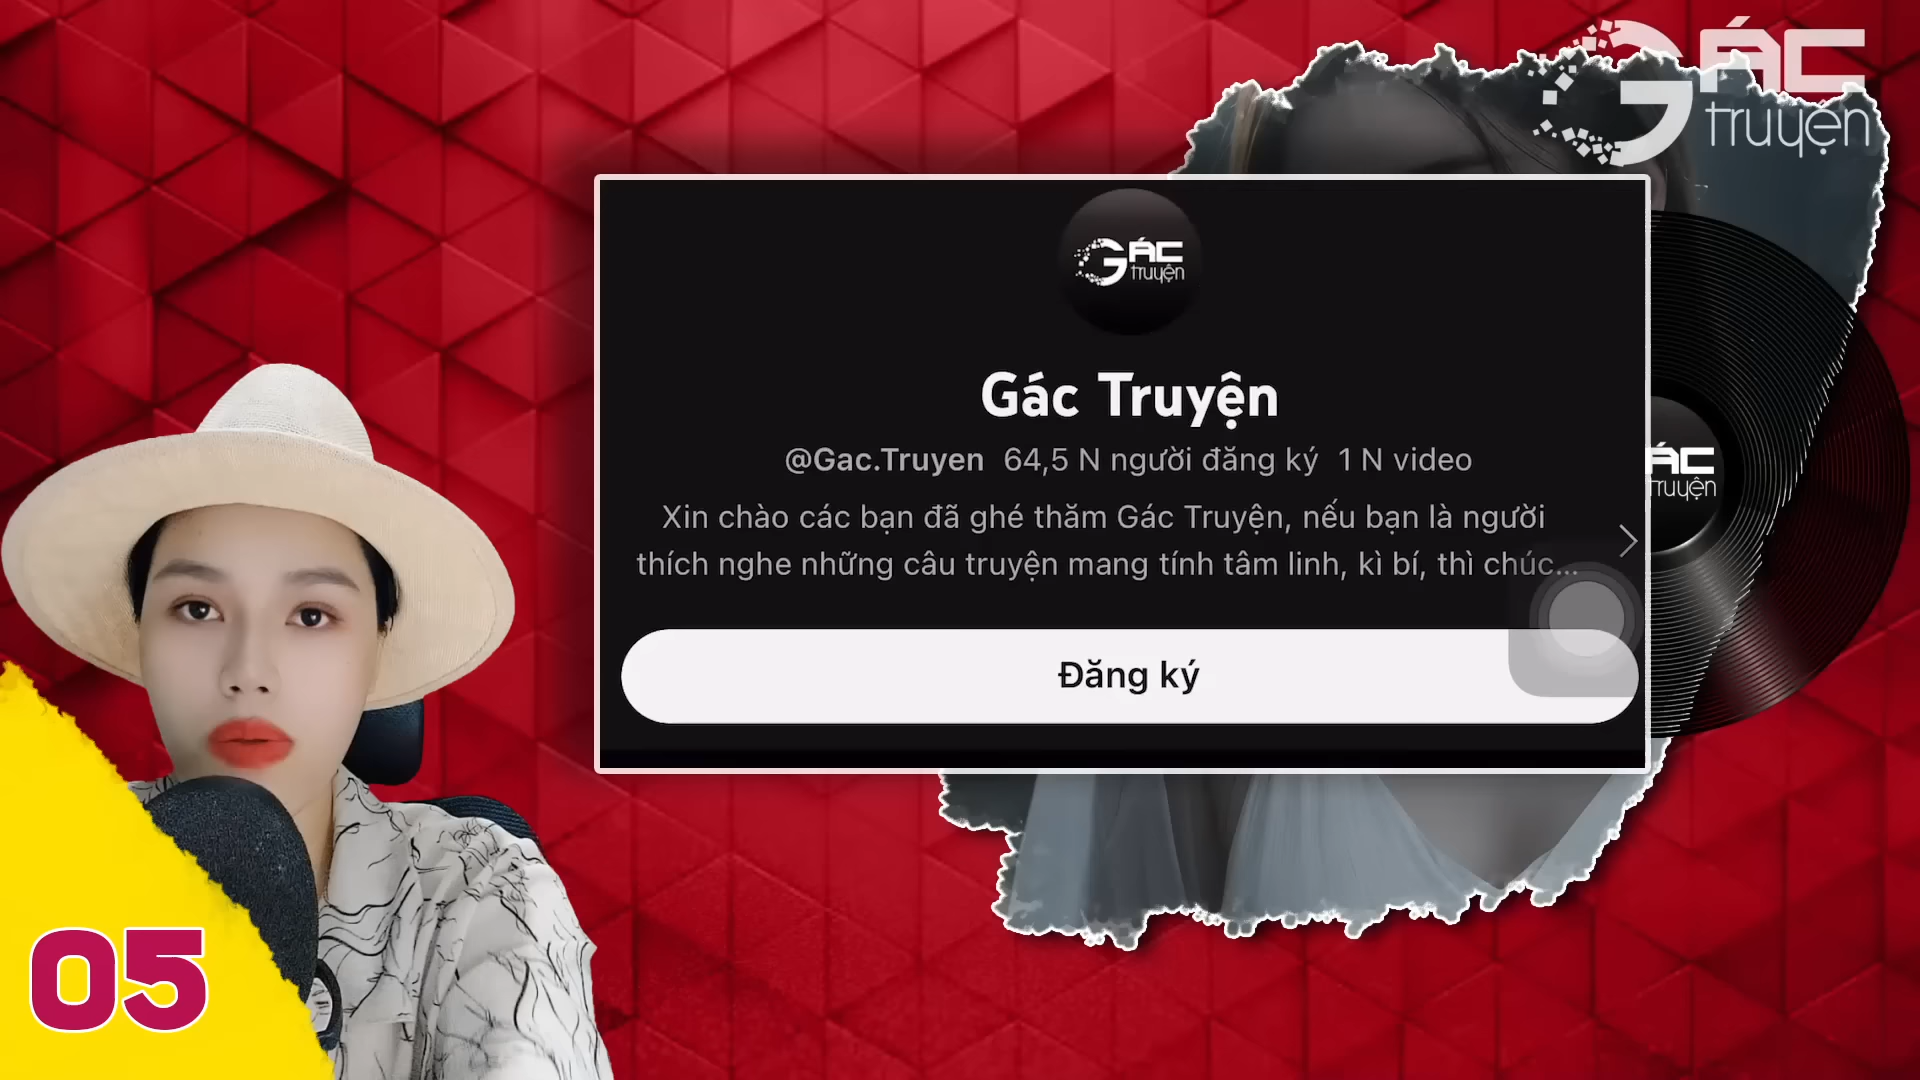 GÁC
truyện
GÁC
truyện
Gác Truyện
@Gac.Truyen 64,5 N người đăng ký 1 N video
Xin chào các bạn đã ghé thăm Gác Truyện, nếu bạn là người
thích nghe những câu truyện mang tính tâm linh, kì bí, thì chúc...
Đăng ký
ÁC
truyện
05